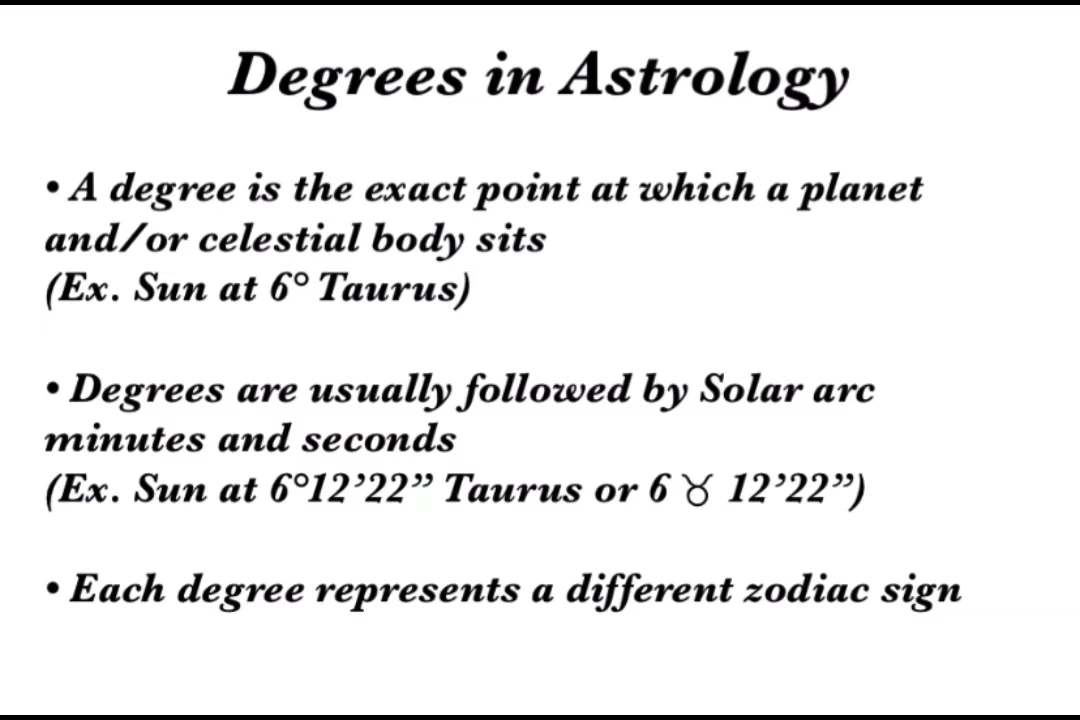 Degrees in Astrology
• A degree is the exact point at which a planet
and/or celestial body sits
(Ex. Sun at 6° Taurus)
• Degrees are usually followed by Solar arc
minutes and seconds
(Ex. Sun at 6°12’22” Taurus or 6 ♉ 12’22”)
• Each degree represents a different zodiac sign